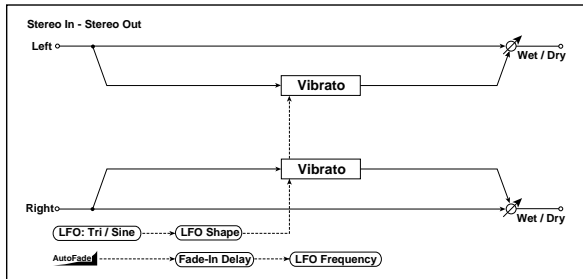 Stereo In - Stereo Out
Left
Wet / Dry
Vibrato
Vibrato
Right
Wet / Dry
LFO: Tri / Sine
LFO Shape
AutoFade
Fade-In Delay
LFO Frequency